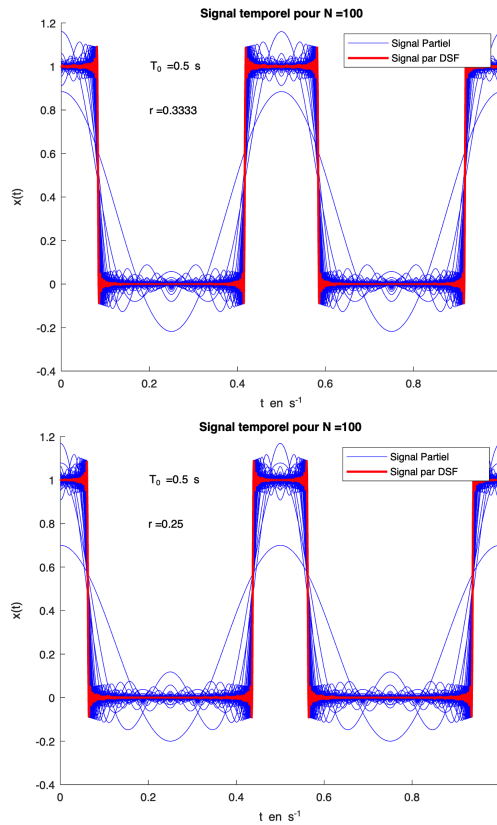 Signal temporel pour N =100
1.2
1
0.8
0.6
0.4
0.2
0
-0.2
-0.4
x(t)
T0 =0.5 s
r =0.3333
Signal Partiel
Signal par DSF
0 0.2 0.4 0.6 0.8
t en s-1
Signal temporel pour N =100
1.2
1
0.8
0.6
0.4
0.2
0
-0.2
-0.4
x(t)
T0 =0.5 s
r =0.25
Signal Partiel
Signal par DSF
0 0.2 0.4 0.6 0.8
t en s-1